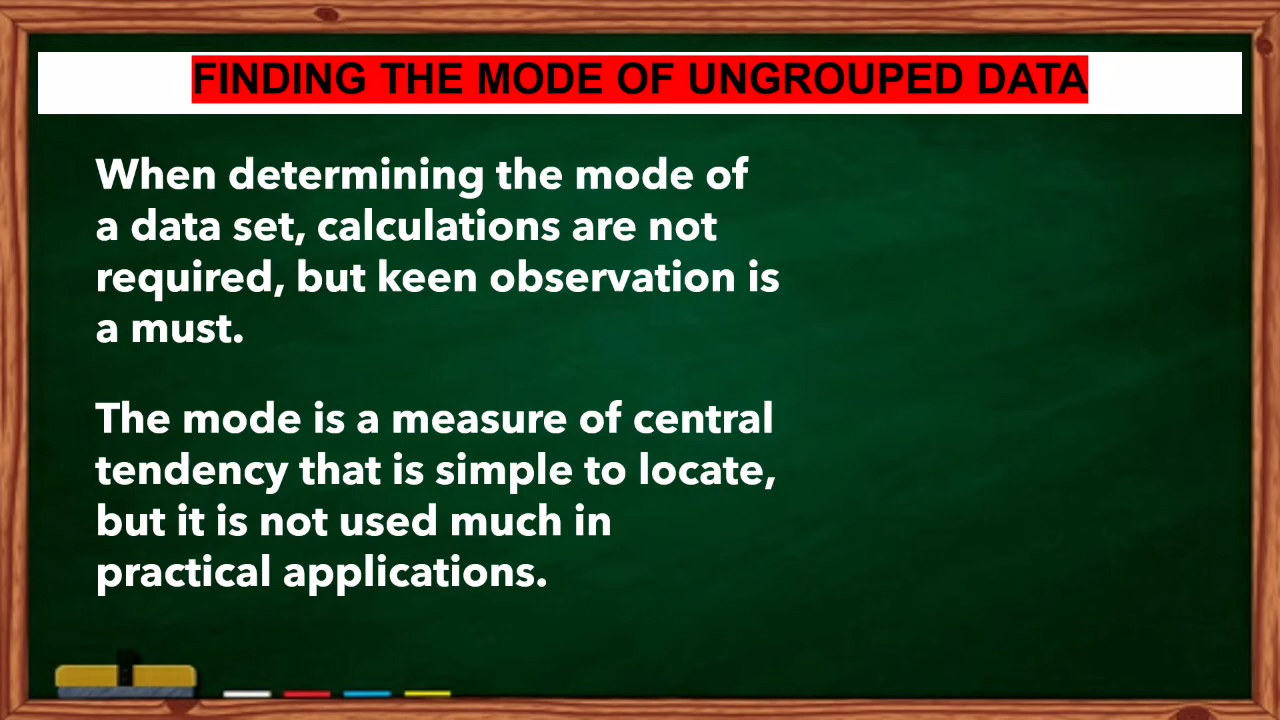 FINDING THE MODE OF UNGROUPED DATA
When determining the mode of
a data set, calculations are not
required, but keen observation is
a must.
The mode is a measure of central
tendency that is simple to locate,
but it is not used much in
practical applications.